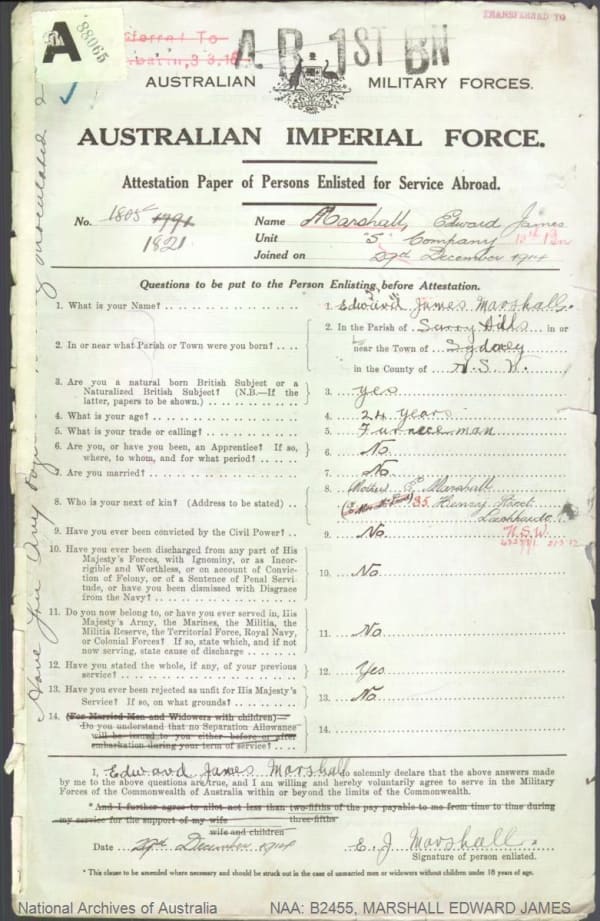 A
88065
3.3.16
A.R. 1ST BN
TRANSFERRED TO
AUSTRALIAN MILITARY FORCES.
AUSTRALIAN IMPERIAL FORCE.
Attestation Paper of Persons Enlisted for Service Abroad.
No. 1805 1791 Name Marshall, Edward James
1821 Unit "S" Company
Joined on 29th December 1914
Have you any
Questions to be put to the Person Enlisting before Attestation.
1. What is your Name? 1. Edward James Marshall.
2. In or near what Parish or Town were you born? 2. In the Parish of Surry Hills in or
near the Town of Sydney
in the County of N.S.W.
3. Are you a natural born British Subject or a
Naturalized British Subject? (N.B.—If the
latter, papers to be shown.) 3. yes
4. What is your age? 4. 24 years
5. What is your trade or calling? 5. Furnace man
6. Are you, or have you been, an Apprentice? If so,
where, to whom, and for what period? 6. No.
7. Are you married? 7. No
8. Who is your next of kin? (Address to be stated) 8. (Mother) E. Marshall
35 Henry Street
Leichhardt
N.S.W.
9. Have you ever been convicted by the Civil Power? 9. No
10. Have you ever been discharged from any part of His
Majesty's Forces, with Ignominy, or as Incor-
rigible and Worthless, or on account of Convic-
tion of Felony, or of a Sentence of Penal Servi-
tude, or have you been Dismissed with Disgrace
from the Navy? 10. No
11. Do you now belong to, or have you ever served in, His
Majesty's Army, the Marines, the Militia, the
Militia Reserve, the Territorial Force, Royal Navy,
or Colonial Forces? If so, state which, and if not
now serving, state cause of discharge 11. No
12. Have you stated the whole, if any, of your previous
service? 12. Yes
13. Have you ever been rejected as unfit for His Majesty's
Service? If so, on what grounds? 13. No
14. (For Married Men and Widowers with children)—
Do you understand that no Separation Allowance
will be issued to you either before or after
embarkation during your term of service? 14.
I, Edward James Marshall do solemnly declare that the above answers made
by me to the above questions are true, and I am willing and hereby voluntarily agree to serve in the Military
Forces of the Commonwealth of Australia within or beyond the limits of the Commonwealth.
* And I further agree to allot not less than two-fifths of the pay payable to me from time to time during
three-fifths
my service for the support of my wife
wife and children
Date 29th December 1914 E. J. Marshall.
Signature of person enlisted.
* This clause to be amended where necessary and should be struck out in the case of unmarried men or widowers without children under 18 years of age.
National Archives of Australia NAA: B2455, MARSHALL EDWARD JAMES